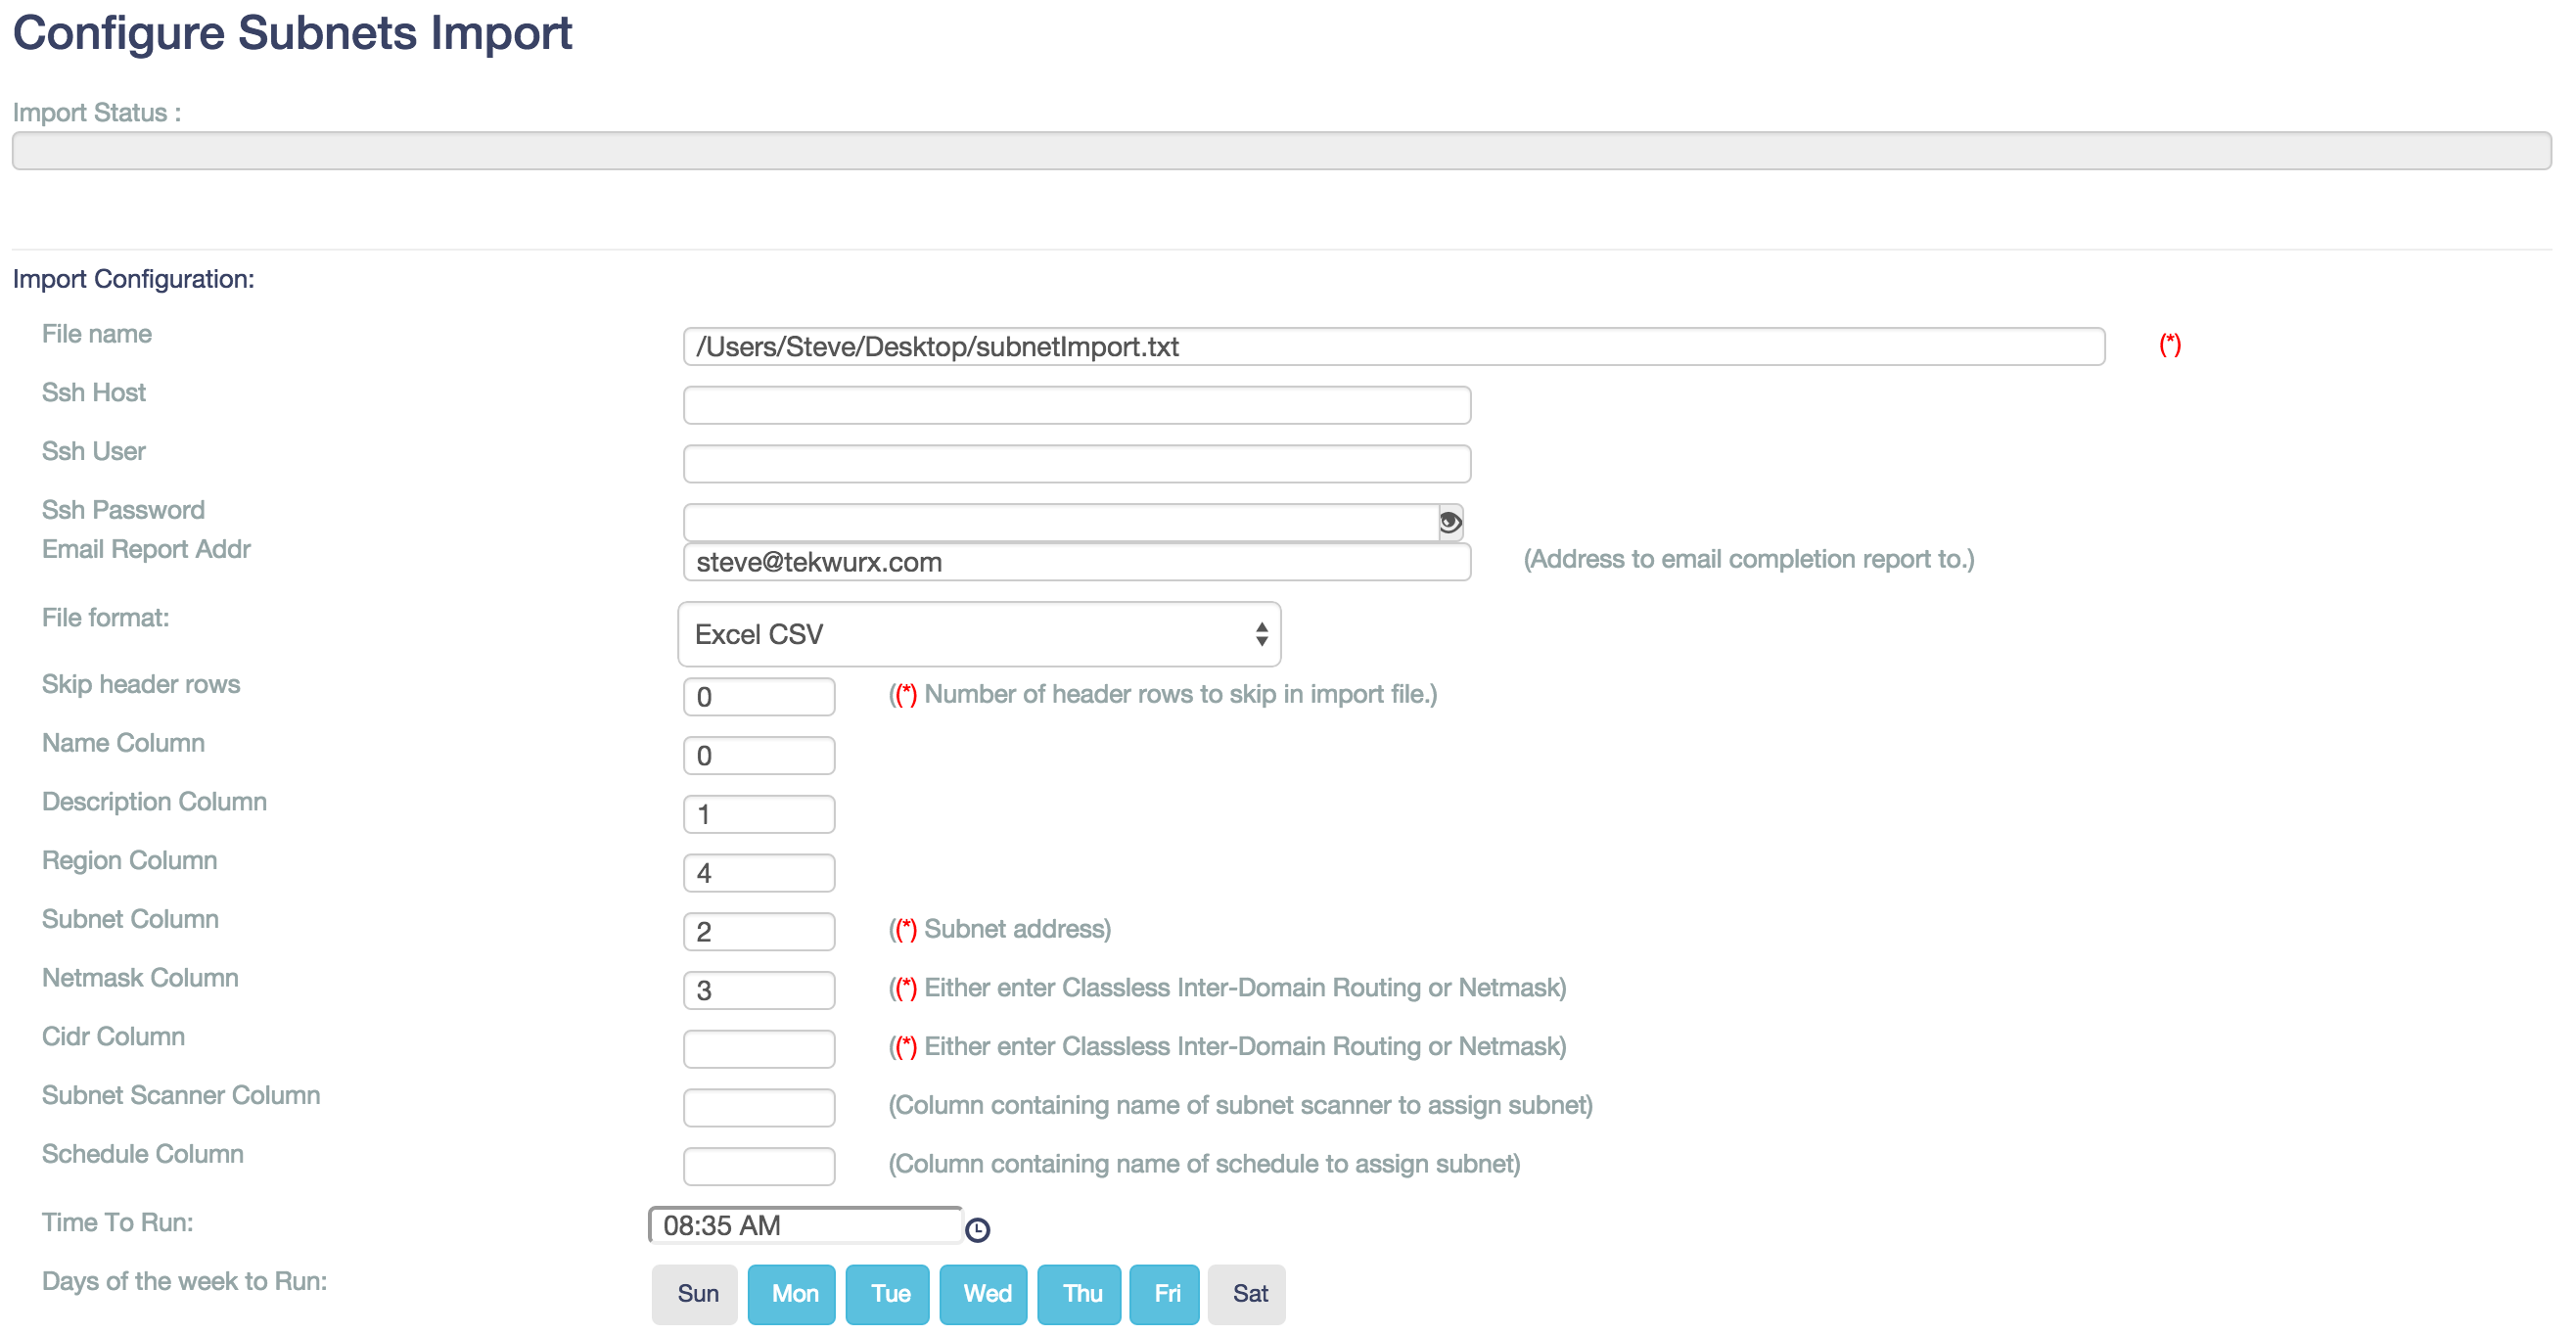 Configure Subnets Import
Import Status :
Import Configuration:
File name /Users/Steve/Desktop/subnetImport.txt (*)
Ssh Host
Ssh User
Ssh Password
Email Report Addr steve@tekwurx.com (Address to email completion report to.)
File format: Excel CSV
Skip header rows 0 ((*) Number of header rows to skip in import file.)
Name Column 0
Description Column 1
Region Column 4
Subnet Column 2 ((*) Subnet address)
Netmask Column 3 ((*) Either enter Classless Inter-Domain Routing or Netmask)
Cidr Column ((*) Either enter Classless Inter-Domain Routing or Netmask)
Subnet Scanner Column (Column containing name of subnet scanner to assign subnet)
Schedule Column (Column containing name of schedule to assign subnet)
Time To Run: 08:35 AM
Days of the week to Run: Sun Mon Tue Wed Thu Fri Sat